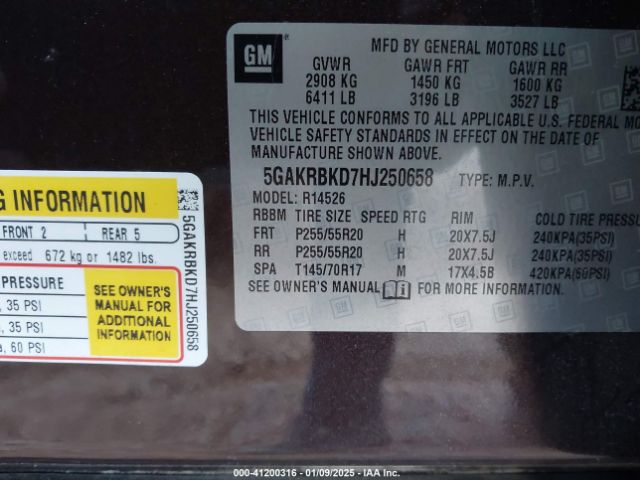 GM
MFD BY GENERAL MOTORS LLC
GVWR GAWR FRT GAWR RR
2908 KG 1450 KG 1600 KG
6411 LB 3196 LB 3527 LB
THIS VEHICLE CONFORMS TO ALL APPLICABLE U.S. FEDERAL MO
VEHICLE SAFETY STANDARDS IN EFFECT ON THE DATE OF
MANUFACTURE SHOWN ABOVE.
5GAKRBKD7HJ250658 TYPE: M.P.V.
MODEL: R14526
RBBM TIRE SIZE SPEED RTG RIM COLD TIRE PRESSU
FRT P255/55R20 H 20X7.5J 240KPA(35PSI)
RR P255/55R20 H 20X7.5J 240KPA(35PSI)
SPA T145/70R17 M 17X4.5B 420KPA(60PSI)
SEE OWNER'S MANUAL FOR MORE INFORMATION.
G INFORMATION
FRONT 2 REAR 5
exceed 672 kg or 1482 lbs.
PRESSURE
, 35 PSI
, 35 PSI
, 60 PSI
SEE OWNER'S
MANUAL FOR
ADDITIONAL
INFORMATION
5GAKRBKD7HJ250658
000-41200316 - 01/09/2025 - IAA Inc.